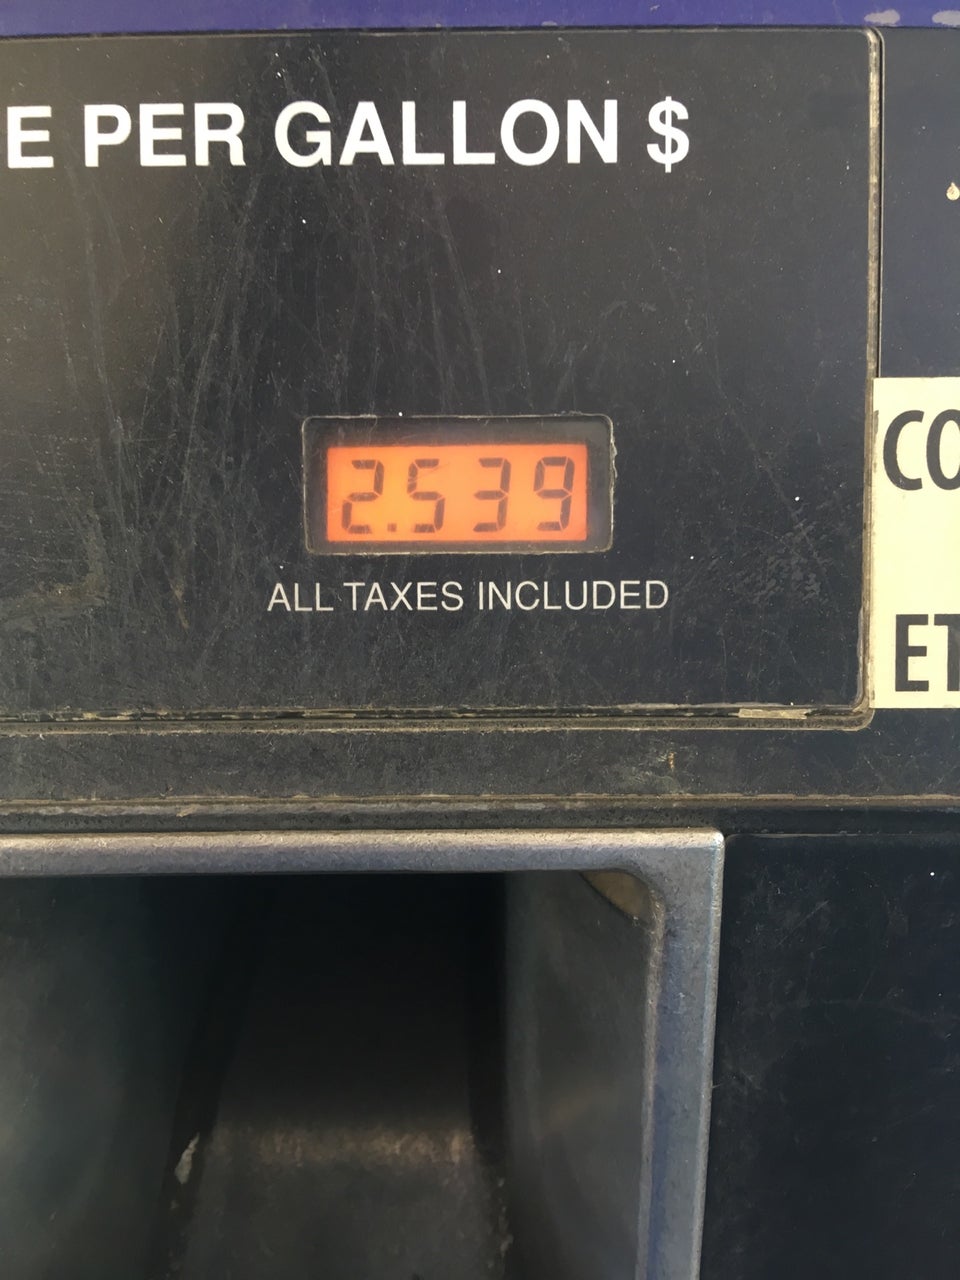 E PER GALLON $
2.539
ALL TAXES INCLUDED
CO
ET